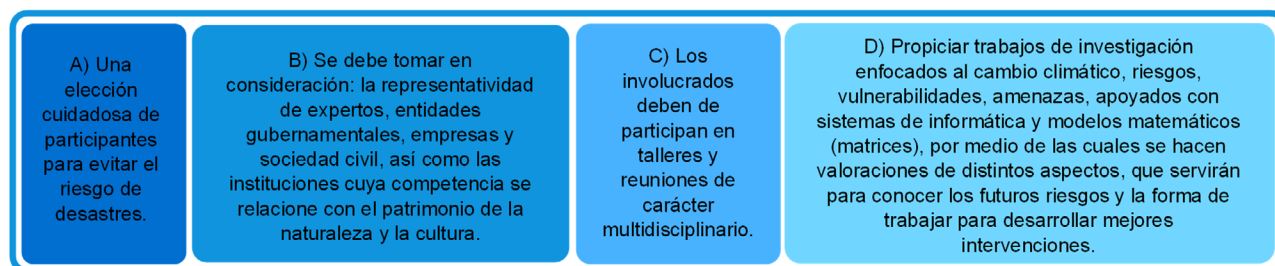 A) Una
elección
cuidadosa de
participantes
para evitar el
riesgo de
desastres.
B) Se debe tomar en
consideración: la representatividad
de expertos, entidades
gubernamentales, empresas y
sociedad civil, así como las
instituciones cuya competencia se
relacione con el patrimonio de la
naturaleza y la cultura.
C) Los
involucrados
deben de
participan en
talleres y
reuniones de
carácter
multidisciplinario.
D) Propiciar trabajos de investigación
enfocados al cambio climático, riesgos,
vulnerabilidades, amenazas, apoyados con
sistemas de informática y modelos matemáticos
(matrices), por medio de las cuales se hacen
valoraciones de distintos aspectos, que servirán
para conocer los futuros riesgos y la forma de
trabajar para desarrollar mejores
intervenciones.